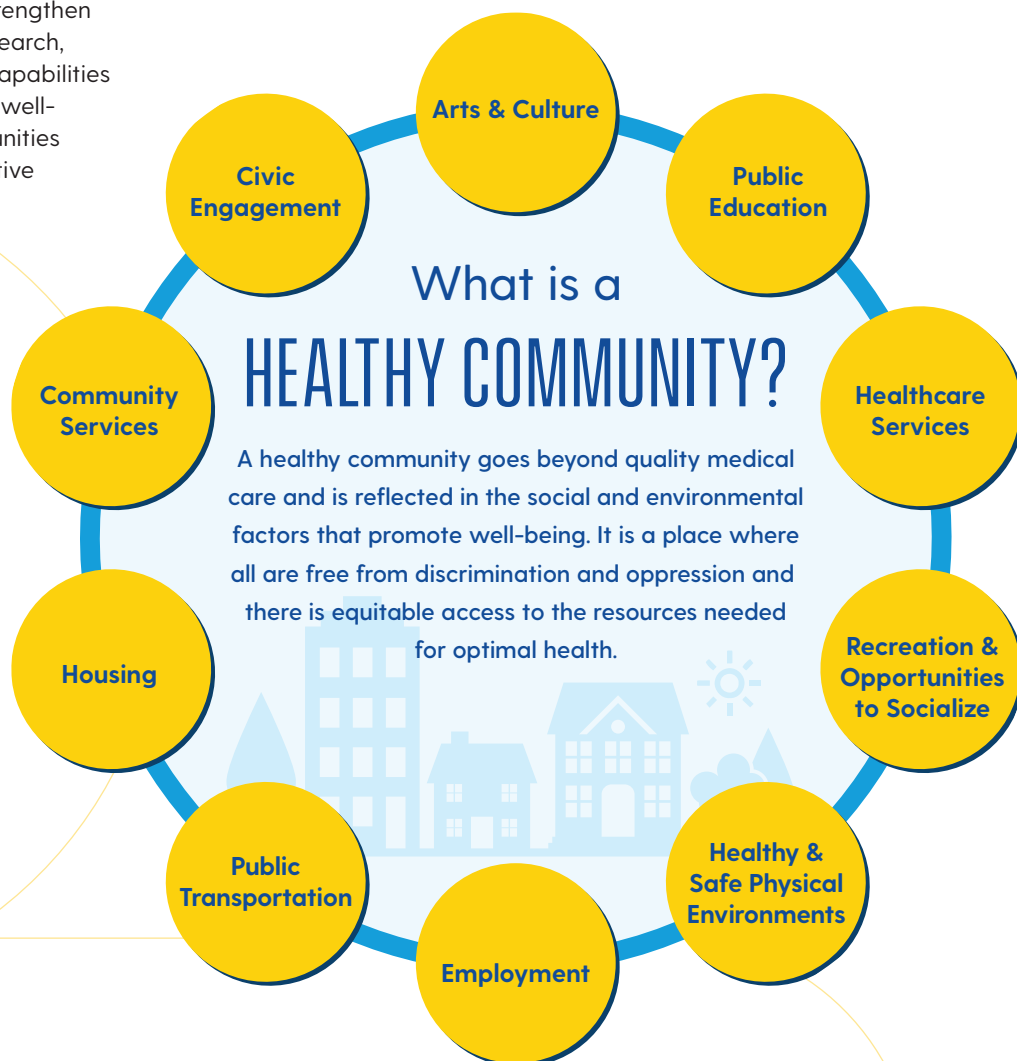 Arts & Culture
Public
Education
Healthcare
Services
Recreation &
Opportunities
to Socialize
Healthy &
Safe Physical
Environments
Employment
Public
Transportation
Housing
Community
Services
Civic
Engagement
What is a
HEALTHY COMMUNITY?
A healthy community goes beyond quality medical
care and is reflected in the social and environmental
factors that promote well-being. It is a place where
all are free from discrimination and oppression and
there is equitable access to the resources needed
for optimal health.